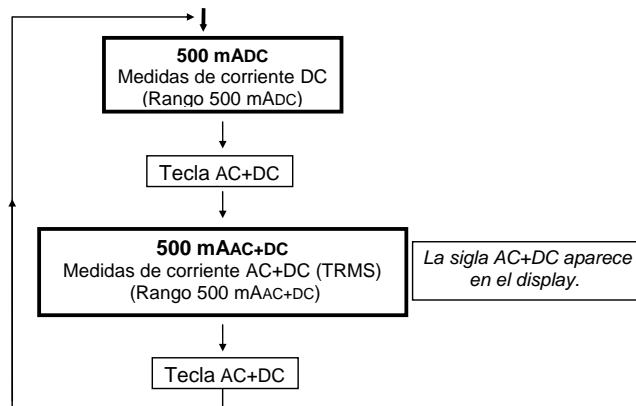 500 mADC
Medidas de corriente DC
(Rango 500 mADC)
Tecla AC+DC
500 mAAC+DC
Medidas de corriente AC+DC (TRMS)
(Rango 500 mAAC+DC)
La sigla AC+DC aparece
en el display.
Tecla AC+DC